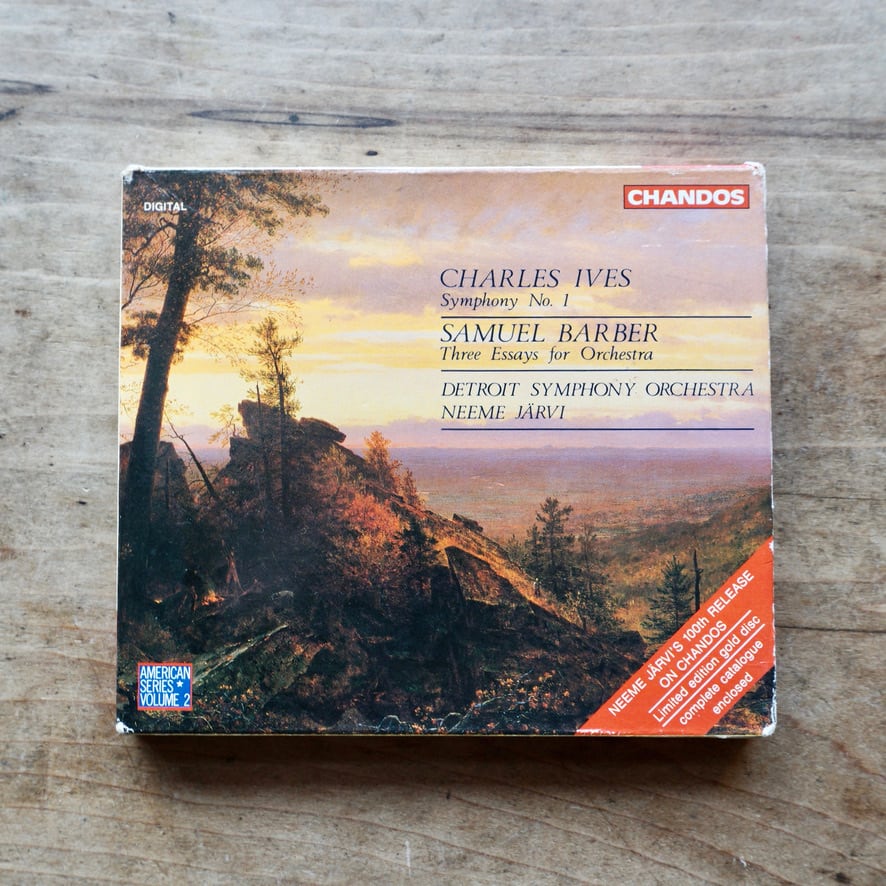 DIGITAL
CHANDOS
CHARLES IVES
Symphony No. 1
SAMUEL BARBER
Three Essays for Orchestra
DETROIT SYMPHONY ORCHESTRA
NEEME JÄRVI
AMERICAN
SERIES★
VOLUME 2
NEEME JÄRVI'S 100th RELEASE
ON CHANDOS
Limited edition gold disc
complete catalogue
enclosed